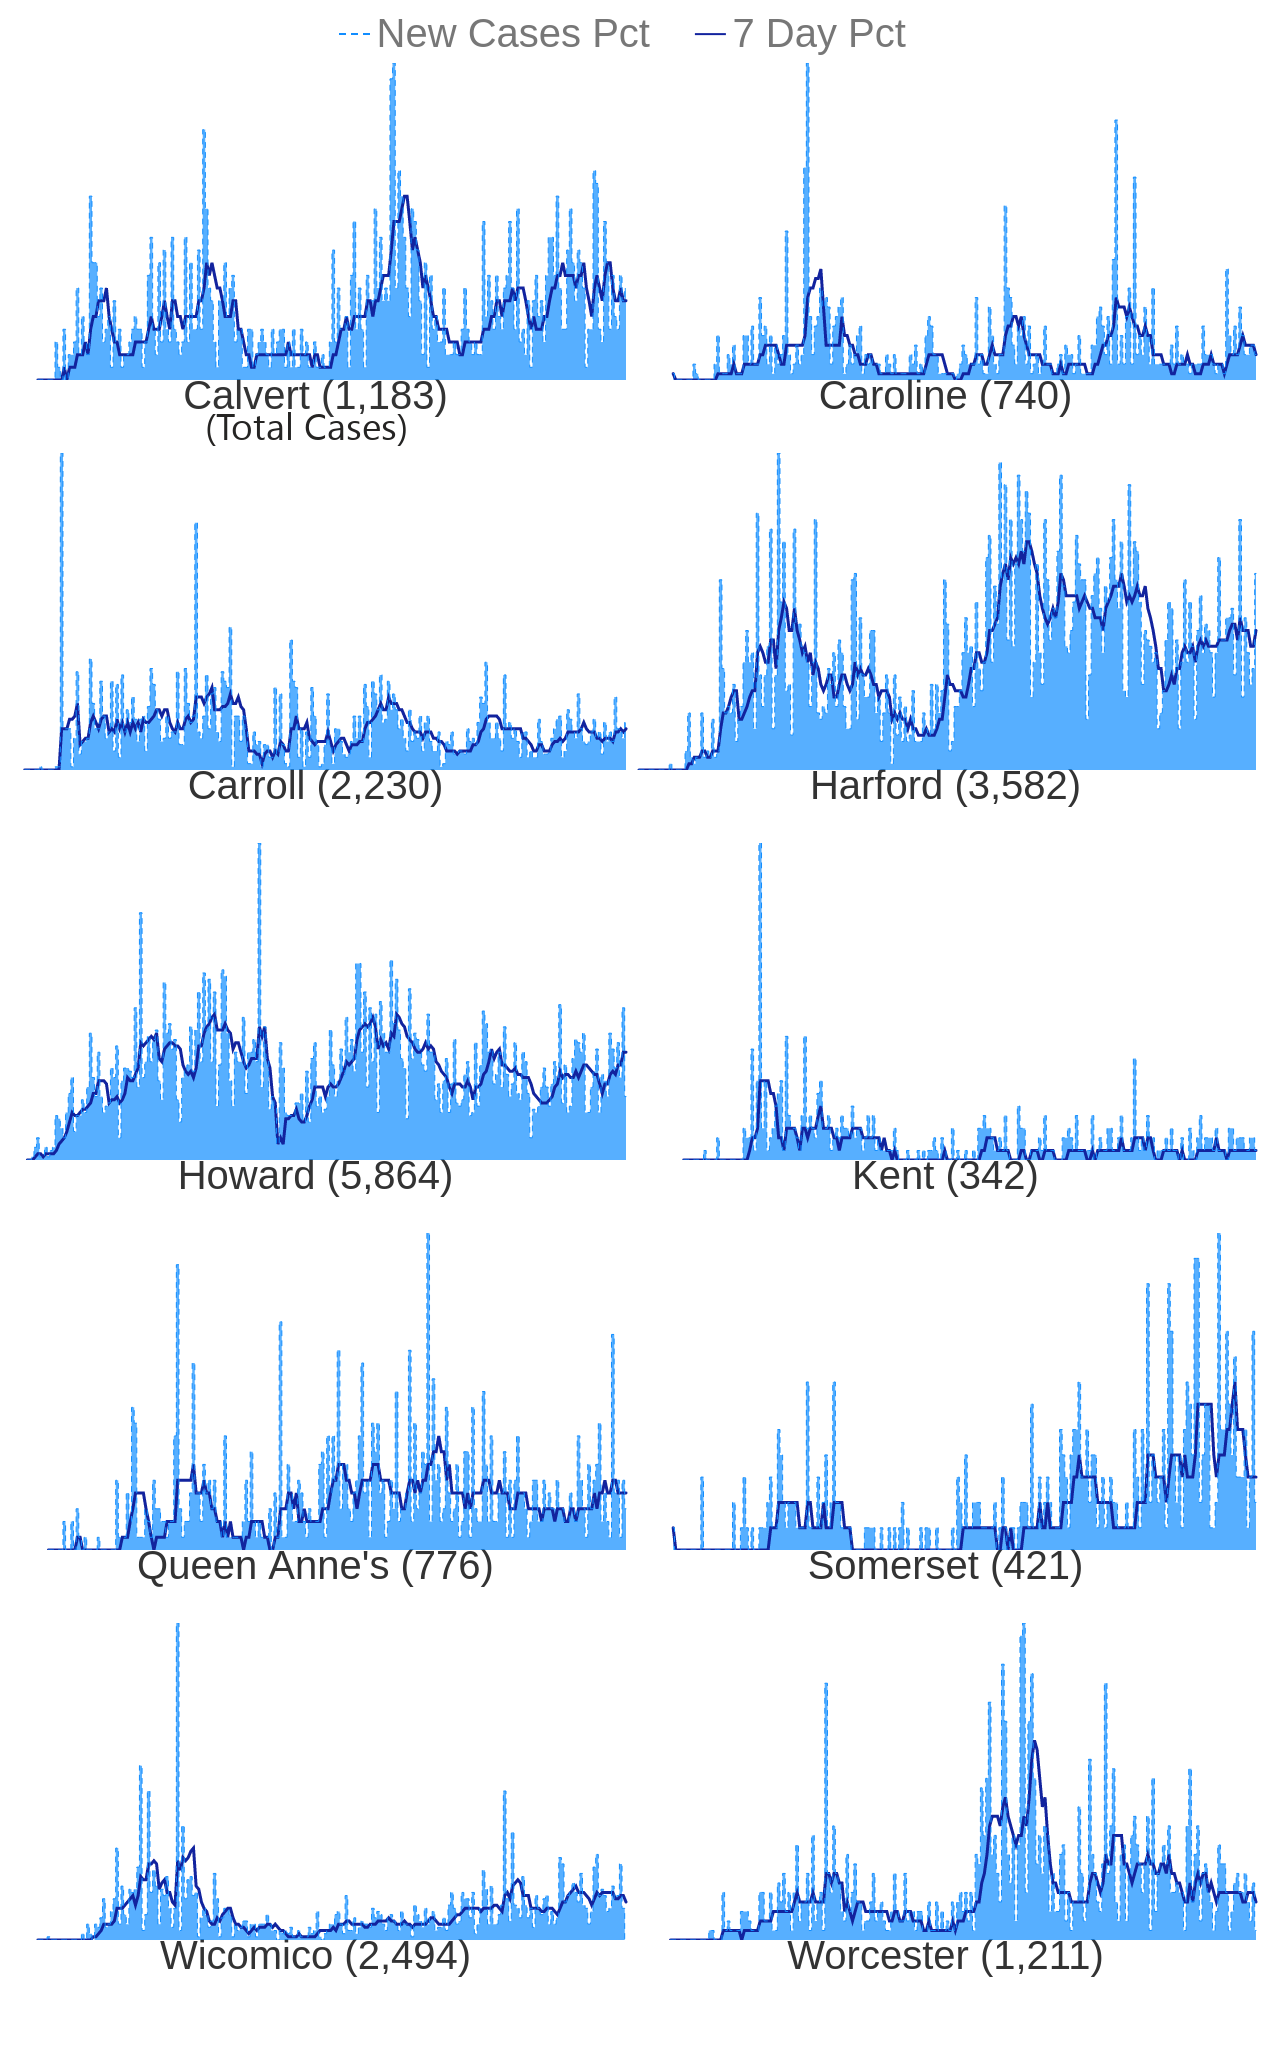 New Cases Pct 7 Day Pct
Calvert (1,183) Caroline (740)
(Total Cases)
Carroll (2,230) Harford (3,582)
Howard (5,864) Kent (342)
Queen Anne's (776) Somerset (421)
Wicomico (2,494) Worcester (1,211)